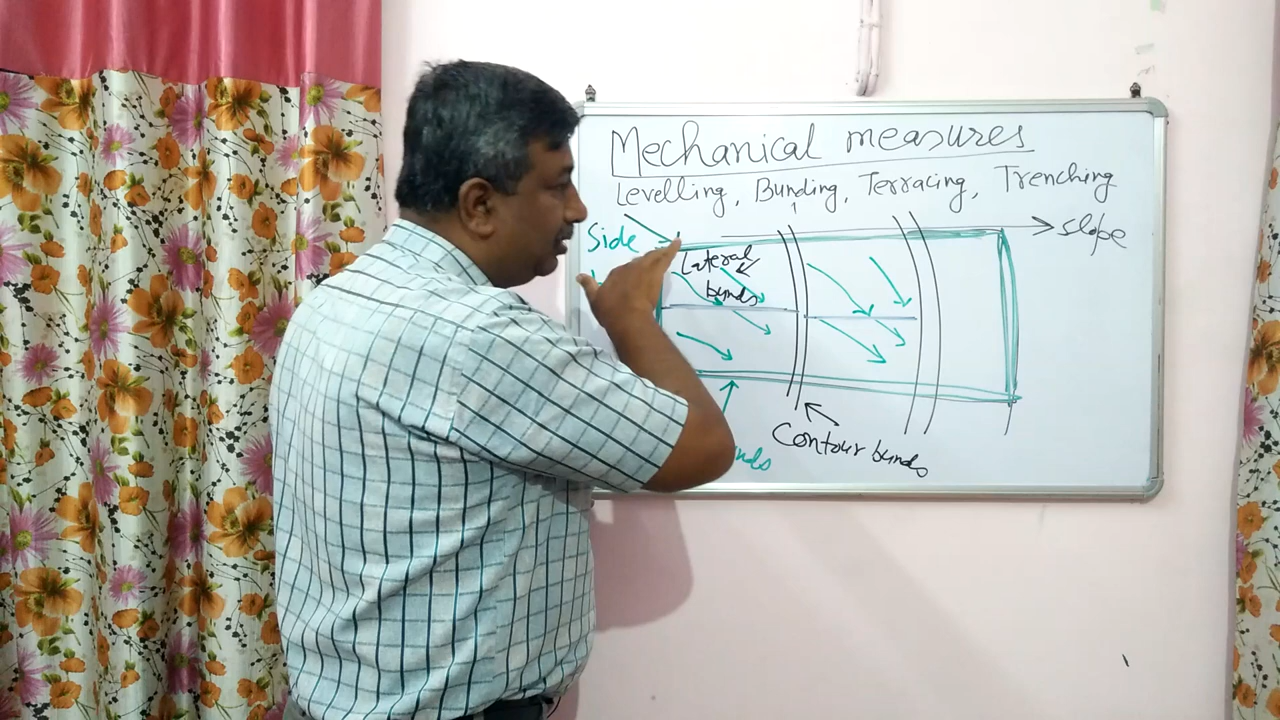 Mechanical measures
Levelling, Bunding, Terracing, Trenching
Side
slope
Lateral
bunds
Contour bunds